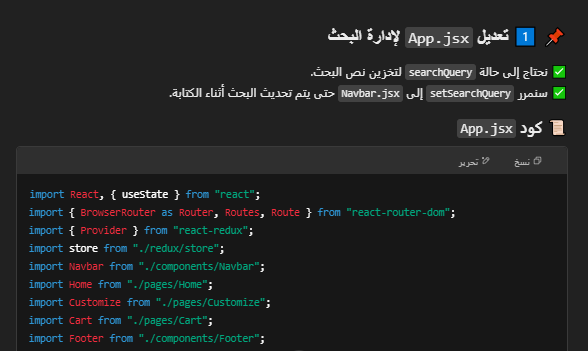 📌 1️⃣ تعديل App.jsx لإدارة البحث
✅ نحتاج إلى حالة searchQuery لتخزين نص البحث.
✅ سنمرر setSearchQuery إلى Navbar.jsx حتى يتم تحديث البحث أثناء الكتابة.
📜 كود App.jsx
نسخ تحرير
import React, { useState } from "react";
import { BrowserRouter as Router, Routes, Route } from "react-router-dom";
import { Provider } from "react-redux";
import store from "./redux/store";
import Navbar from "./components/Navbar";
import Home from "./pages/Home";
import Customize from "./pages/Customize";
import Cart from "./pages/Cart";
import Footer from "./components/Footer";